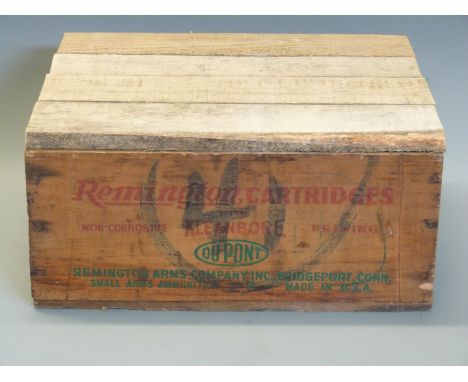 Remington CARTRIDGES
WITH
NON-CORROSIVE KLEANBORE PRIMING
DU PONT
REMINGTON ARMS COMPANY INC. BRIDGEPORT, CONN.
SMALL ARMS AMMUNITION MADE IN U.S.A.